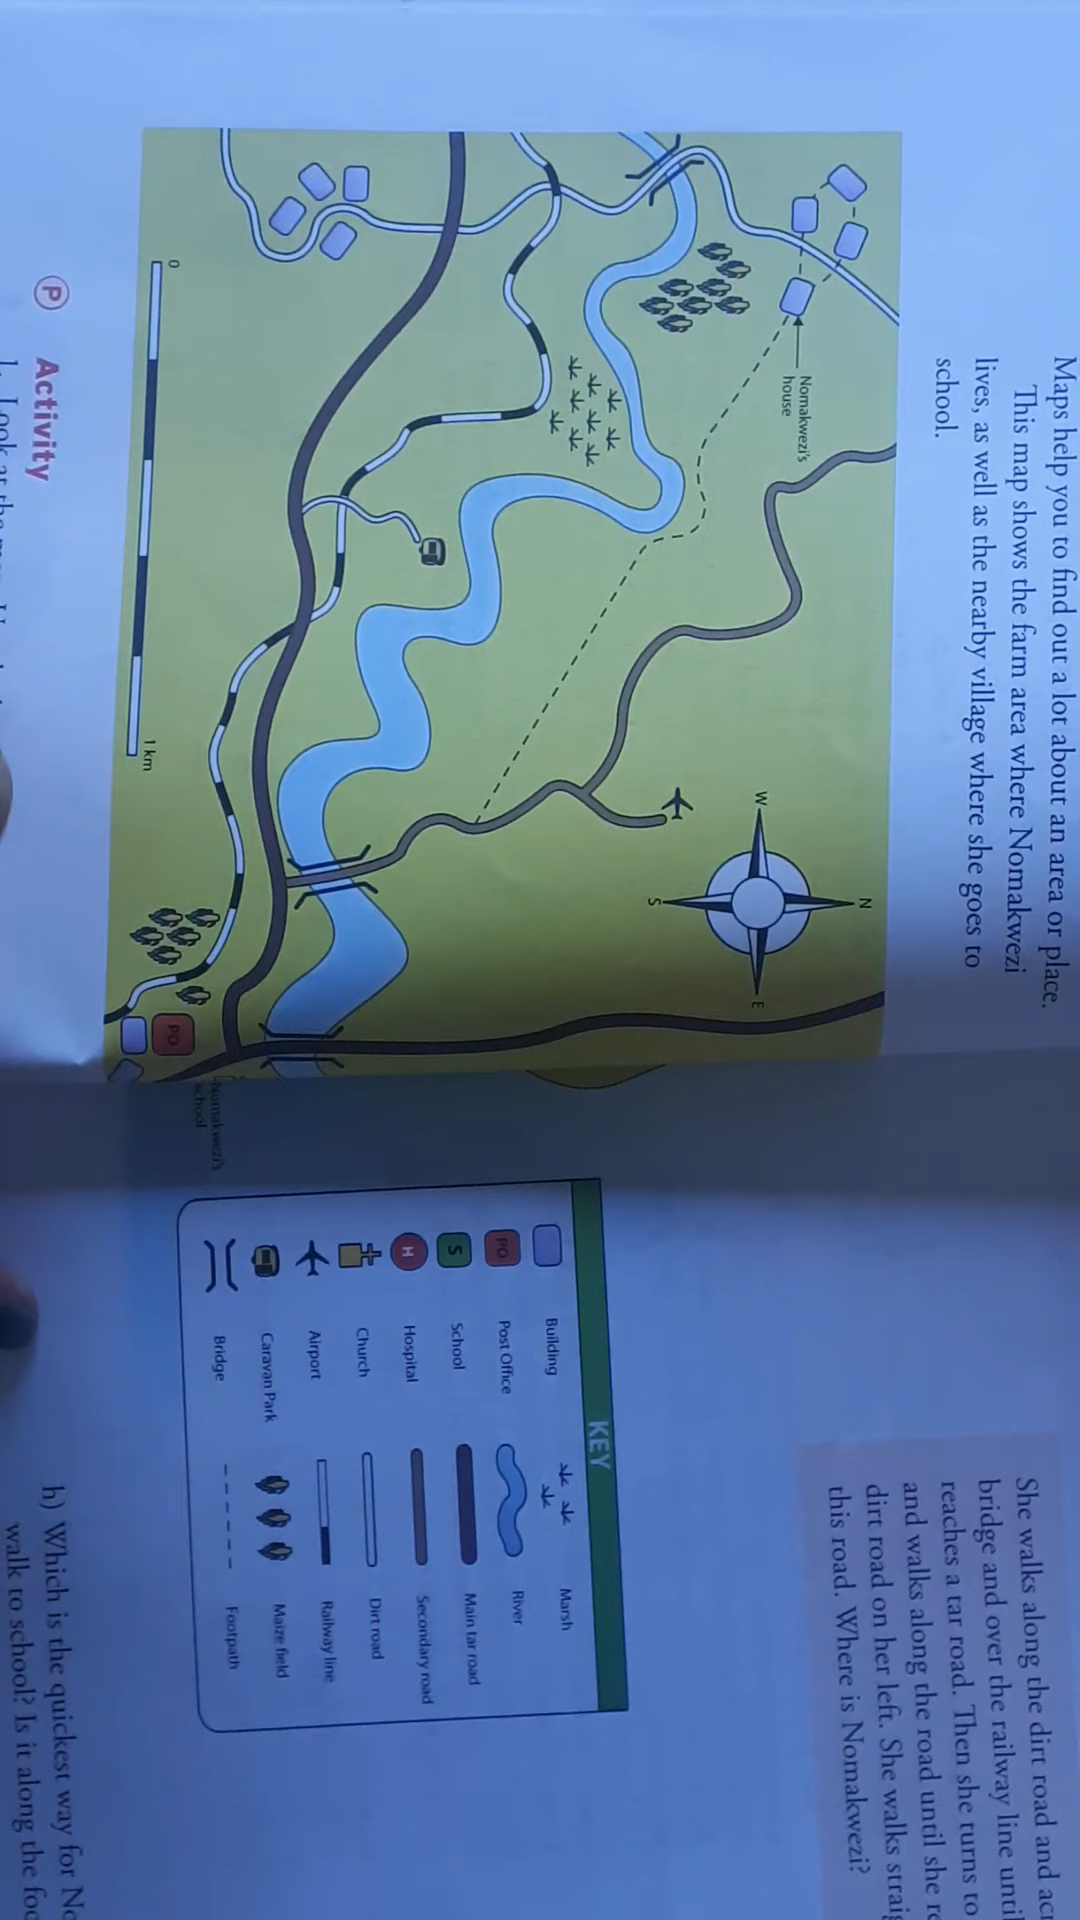 Maps help you to find out a lot about an area or place.
This map shows the farm area where Nomakwezi
lives, as well as the nearby village where she goes to
school.
Nomakwezi's
house
N
W
E
S
0
1 km
PO
Nomakwezi's
school
P Activity
1. Look at the map.
She walks along the dirt road and
bridge and over the railway line until
reaches a tar road. Then she turns to
and walks along the road until she
dirt road on her left. She walks
this road. Where is Nomakwezi?
KEY
Building
PO Post Office
S School
H Hospital
Church
Airport
Caravan Park
Bridge
Marsh
River
Main tar road
Secondary road
Dirt road
Railway line
Maize field
Footpath
h) Which is the quickest way for
walk to school? Is it along the